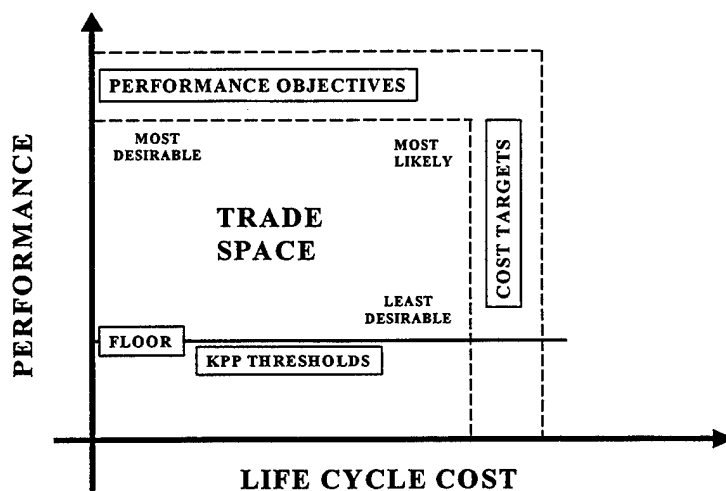 PERFORMANCE OBJECTIVES
MOST
DESIRABLE
MOST
LIKELY
COST TARGETS
TRADE
SPACE
PERFORMANCE
LEAST
DESIRABLE
FLOOR
KPP THRESHOLDS
LIFE CYCLE COST